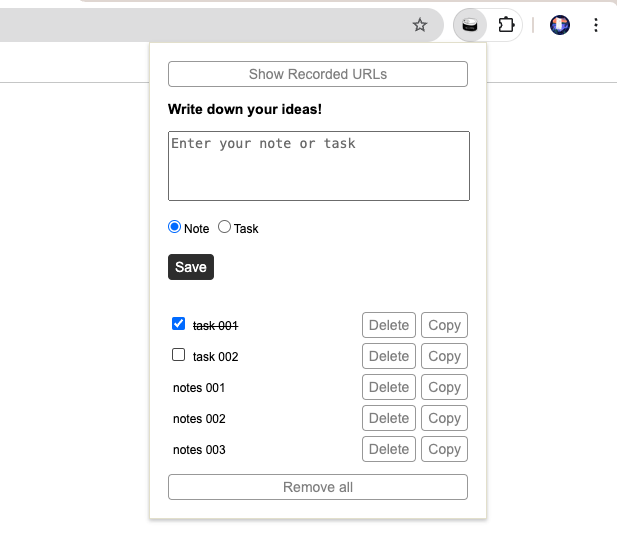 Show Recorded URLs
Write down your ideas!
Enter your note or task
Note Task
Save
task 001 Delete Copy
task 002 Delete Copy
notes 001 Delete Copy
notes 002 Delete Copy
notes 003 Delete Copy
Remove all